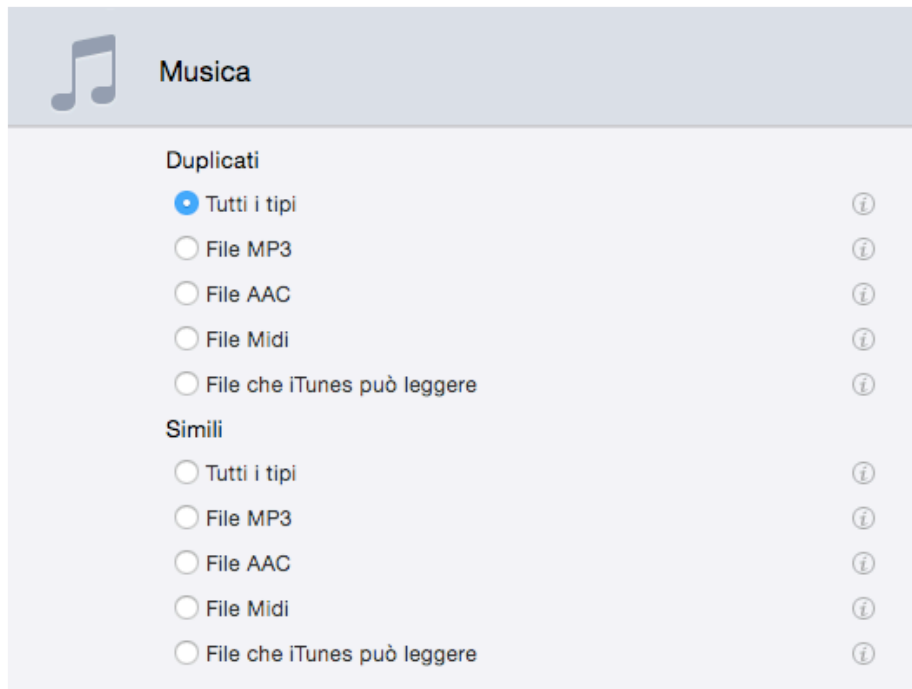 Musica
Duplicati
Tutti i tipi
File MP3
File AAC
File Midi
File che iTunes può leggere
Simili
Tutti i tipi
File MP3
File AAC
File Midi
File che iTunes può leggere